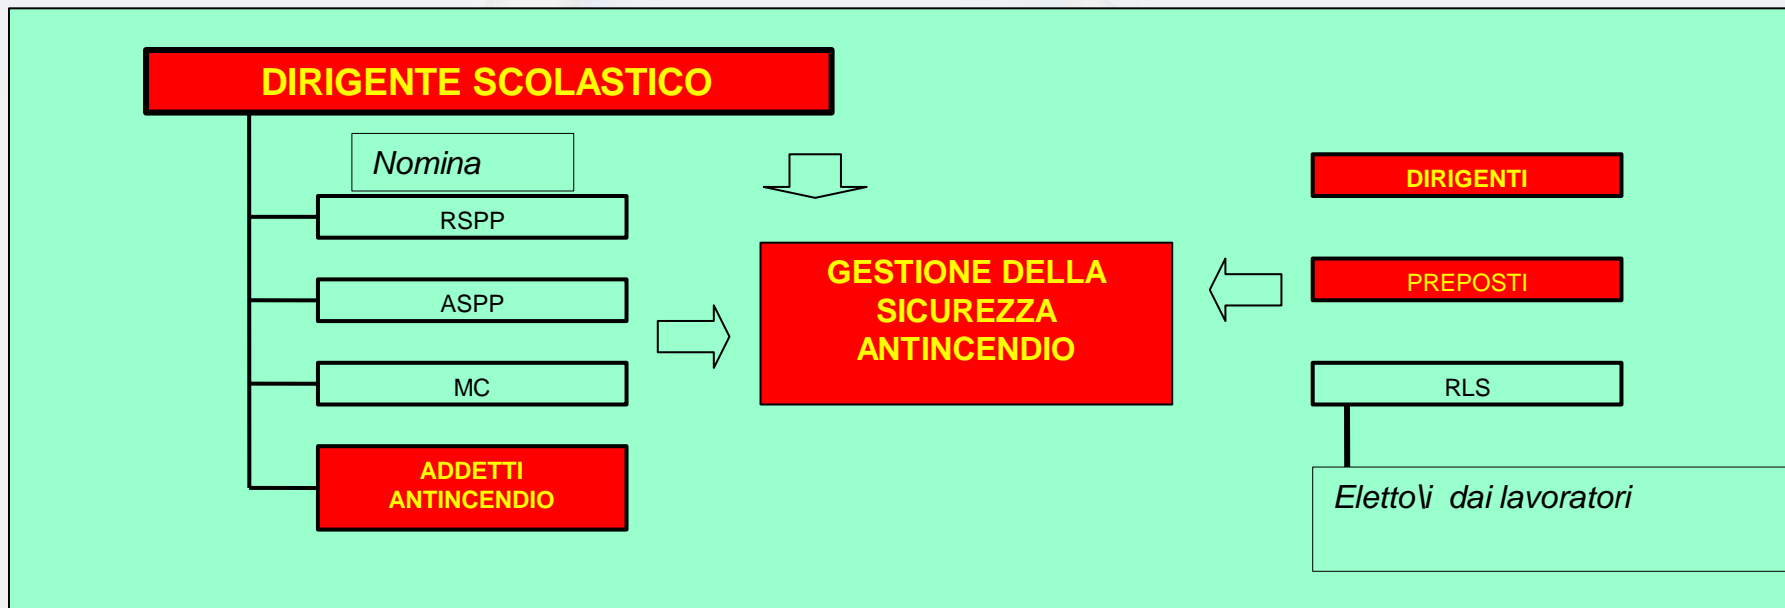 DIRIGENTE SCOLASTICO
Nomina
RSPP
ASPP
MC
ADDETTI
ANTINCENDIO
GESTIONE DELLA
SICUREZZA
ANTINCENDIO
DIRIGENTI
PREPOSTI
RLS
Eletto\i dai lavoratori